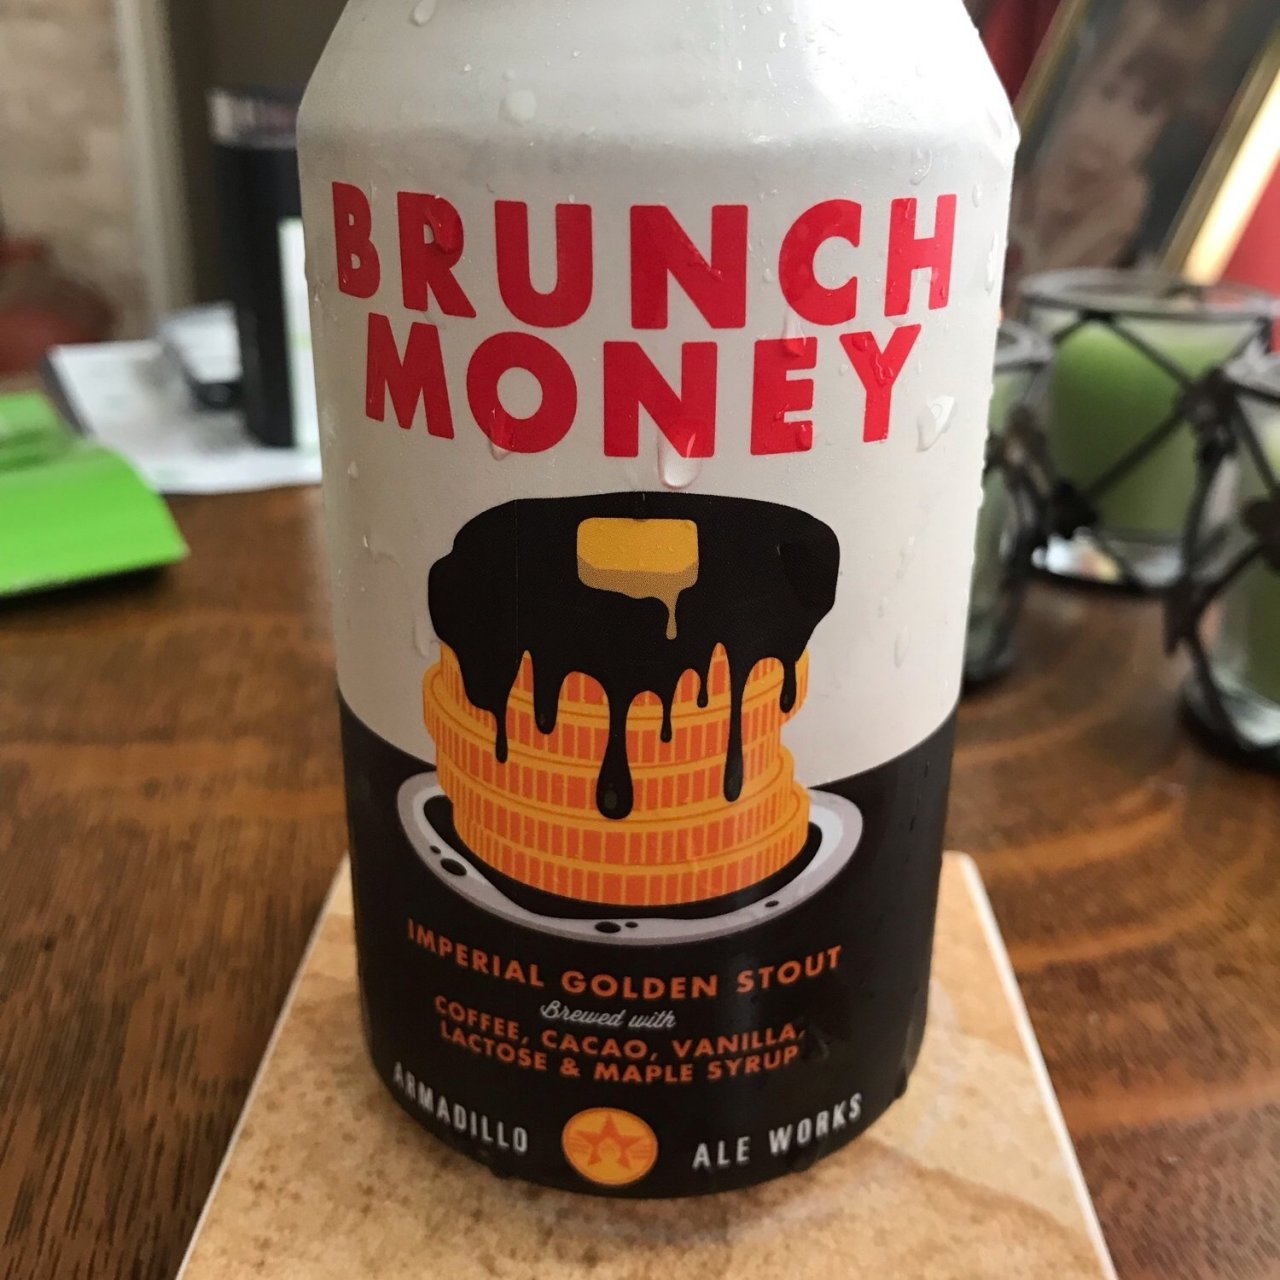 BRUNCH
MONEY
IMPERIAL GOLDEN STOUT
Brewed with
COFFEE, CACAO, VANILLA,
LACTOSE & MAPLE SYRUP
ARMADILLO ALE WORKS